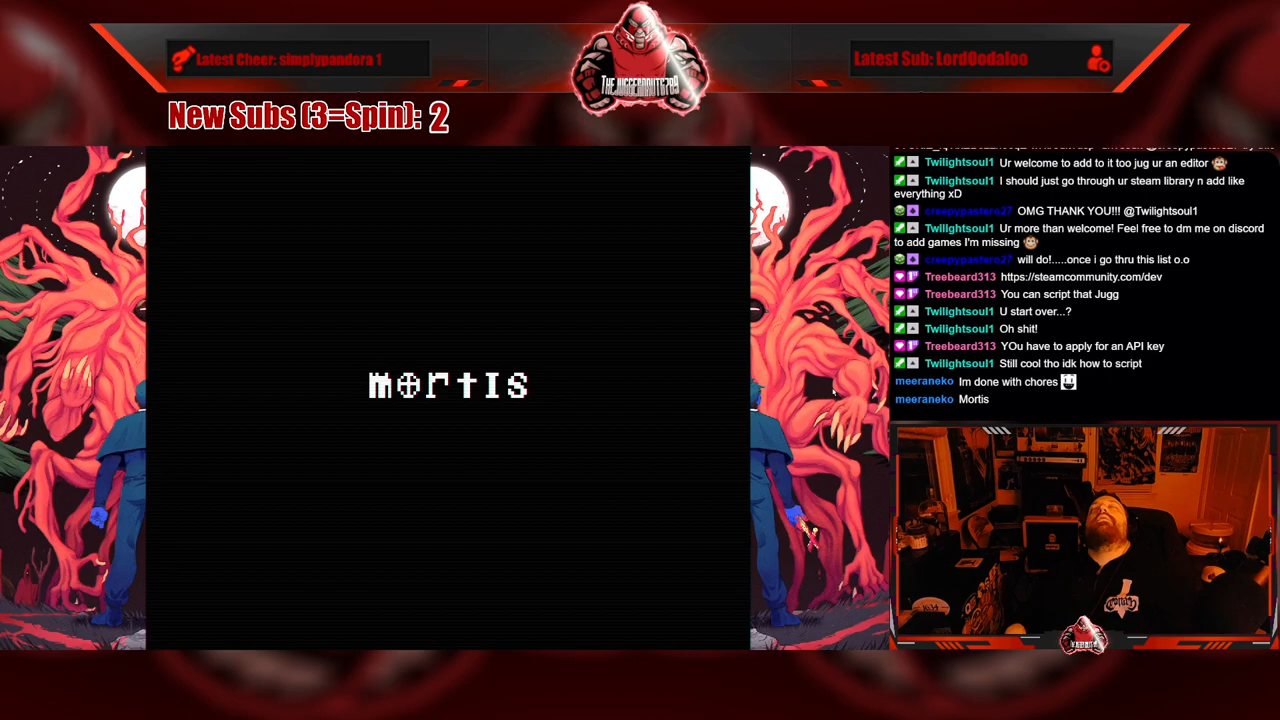 Latest Cheer: simplypandora 1
THEJUGGERNAUT6789
Latest Sub: LordOodaloo
New Subs (3=Spin): 2
Twilightsoul1 Ur welcome to add to it too jug ur an editor
Twilightsoul1 I should just go through ur steam library n add like
everything xD
creepypastero27 OMG THANK YOU!!! @Twilightsoul1
Twilightsoul1 Ur more than welcome! Feel free to dm me on discord
to add games I'm missing
creepypastero27 will do!.....once i go thru this list o.o
Treebeard313 https://steamcommunity.com/dev
Treebeard313 You can script that Jugg
Twilightsoul1 U start over...?
Twilightsoul1 Oh shit!
Treebeard313 YOu have to apply for an API key
Twilightsoul1 Still cool tho idk how to script
meeraneko Im done with chores
meeraneko Mortis
mortis